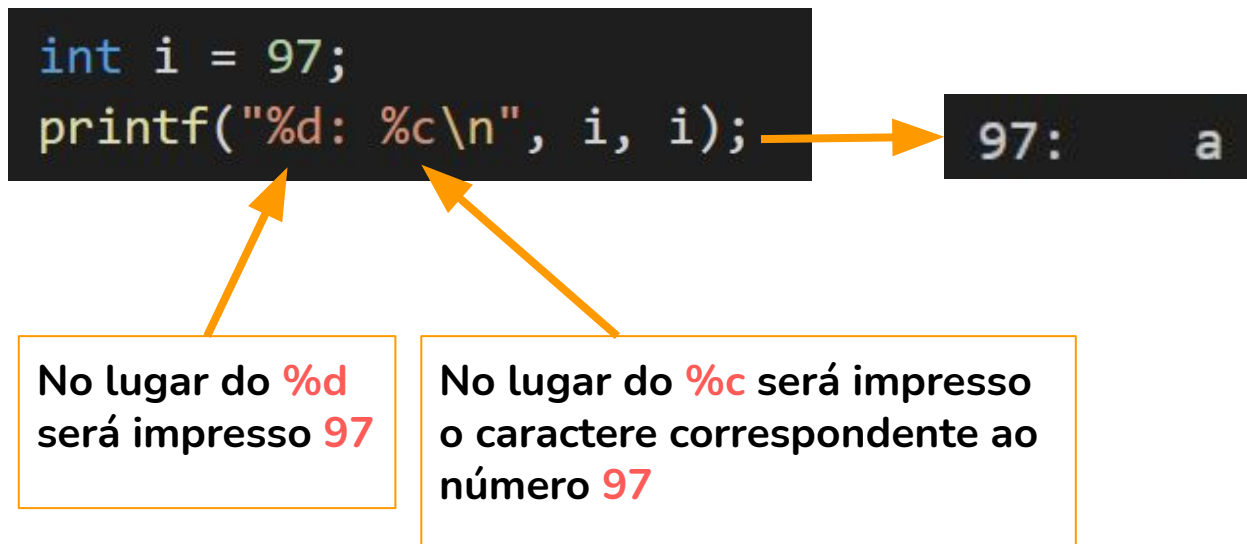 int i = 97;
printf("%d: %c\n", i, i);
97:    a
No lugar do %d
será impresso 97
No lugar do %c será impresso
o caractere correspondente ao
número 97